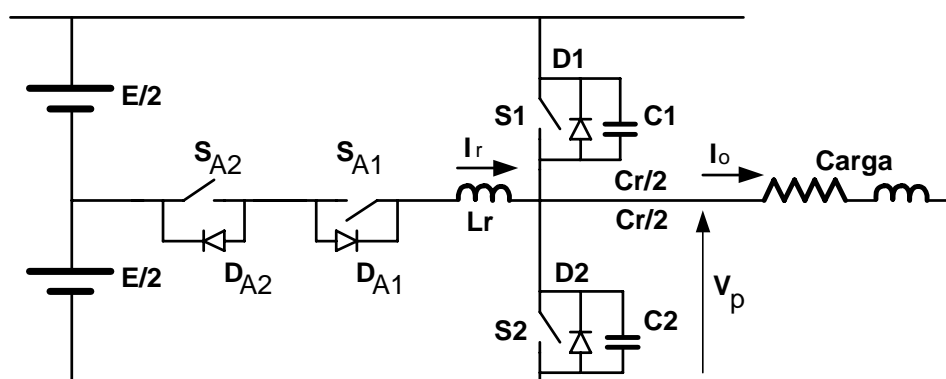 D1
E/2
S1
C1
SA2
SA1
Ir
Io
Carga
Cr/2
Lr
Cr/2
E/2
DA2
DA1
D2
Vp
S2
C2